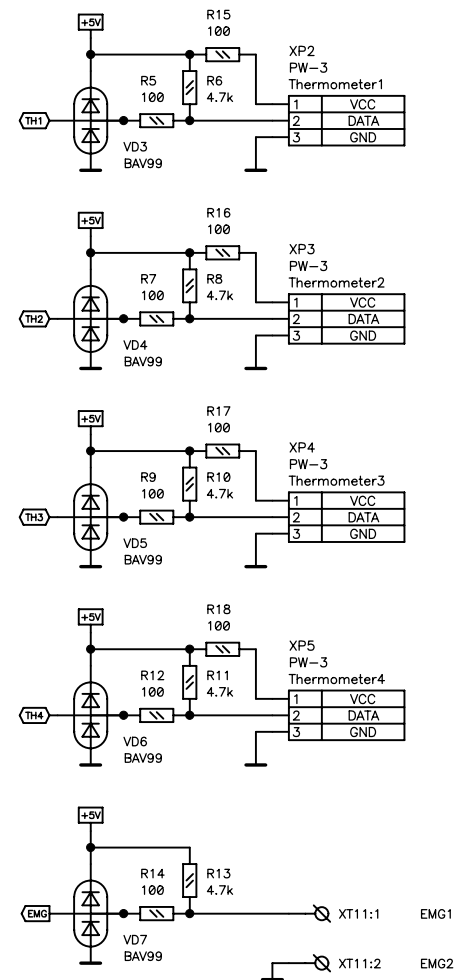 +5V
R15
100
XP2
PW-3
Thermometer1
R5
100
R6
4.7k
1 VCC
2 DATA
3 GND
TH1
VD3
BAV99
+5V
R16
100
XP3
PW-3
Thermometer2
R7
100
R8
4.7k
1 VCC
2 DATA
3 GND
TH2
VD4
BAV99
+5V
R17
100
XP4
PW-3
Thermometer3
R9
100
R10
4.7k
1 VCC
2 DATA
3 GND
TH3
VD5
BAV99
+5V
R18
100
XP5
PW-3
Thermometer4
R12
100
R11
4.7k
1 VCC
2 DATA
3 GND
TH4
VD6
BAV99
+5V
R14
100
R13
4.7k
EMG
XT11:1 EMG1
VD7
BAV99
XT11:2 EMG2